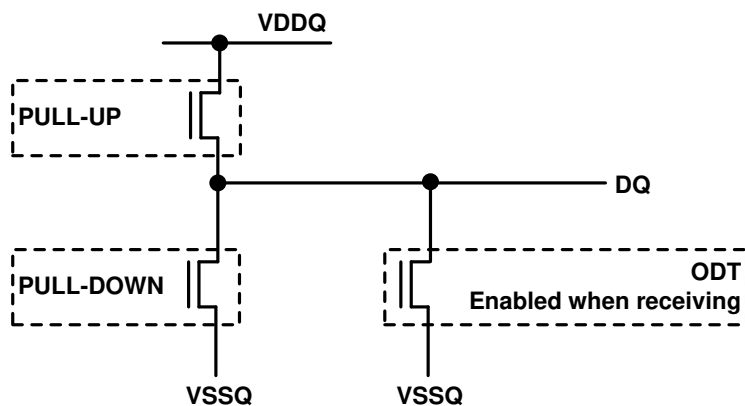 VDDQ
PULL-UP
DQ
PULL-DOWN
ODT
Enabled when receiving
VSSQ
VSSQ